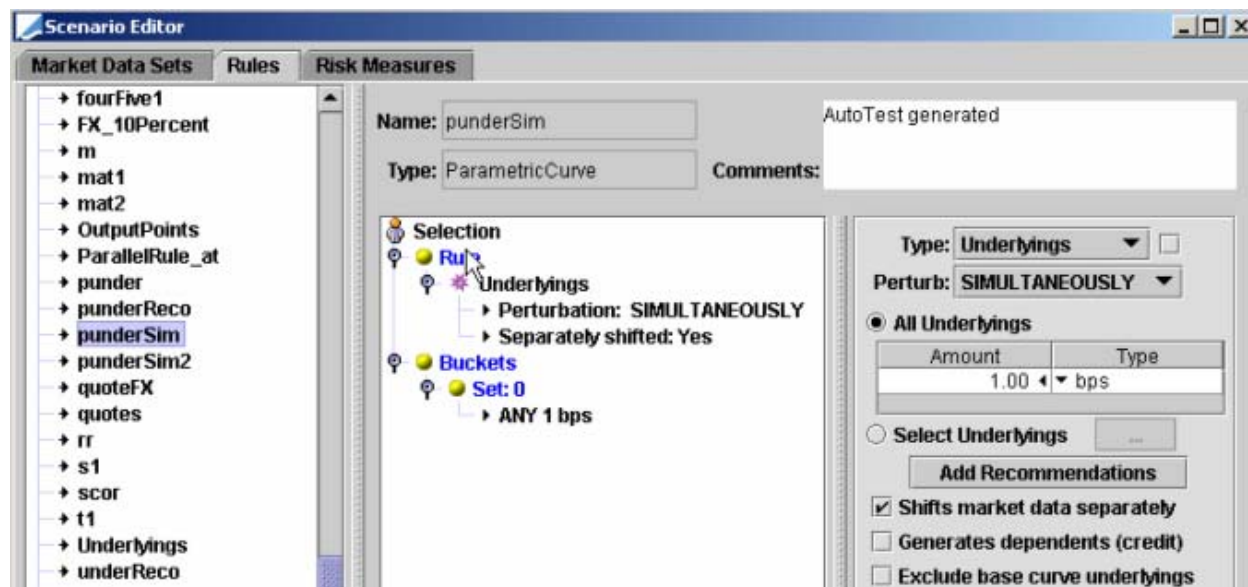 Scenario Editor
Market Data Sets Rules Risk Measures
fourFive1
FX_10Percent
m
mat1
mat2
OutputPoints
ParallelRule_at
punder
punderReco
punderSim
punderSim2
quoteFX
quotes
rr
s1
scor
t1
Underlyings
underReco
Name: punderSim
Type: ParametricCurve
Comments: AutoTest generated
Selection
Rule
Underlyings
Perturbation: SIMULTANEOUSLY
Separately shifted: Yes
Buckets
Set: 0
ANY 1 bps
Type: Underlyings
Perturb: SIMULTANEOUSLY
All Underlyings
Amount Type
1.00 bps
Select Underlyings ...
Add Recommendations
Shifts market data separately
Generates dependents (credit)
Exclude base curve underlyings